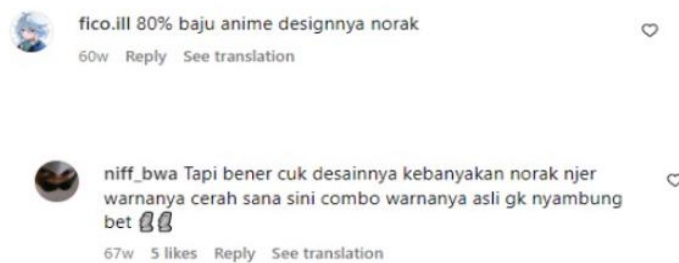 fico.ill 80% baju anime designnya norak
60w Reply See translation
niff_bwa Tapi bener cuk desainnya kebanyakan norak njer
warnanya cerah sana sini combo warnanya asli gk nyambung
bet 🗿🗿
67w 5 likes Reply See translation